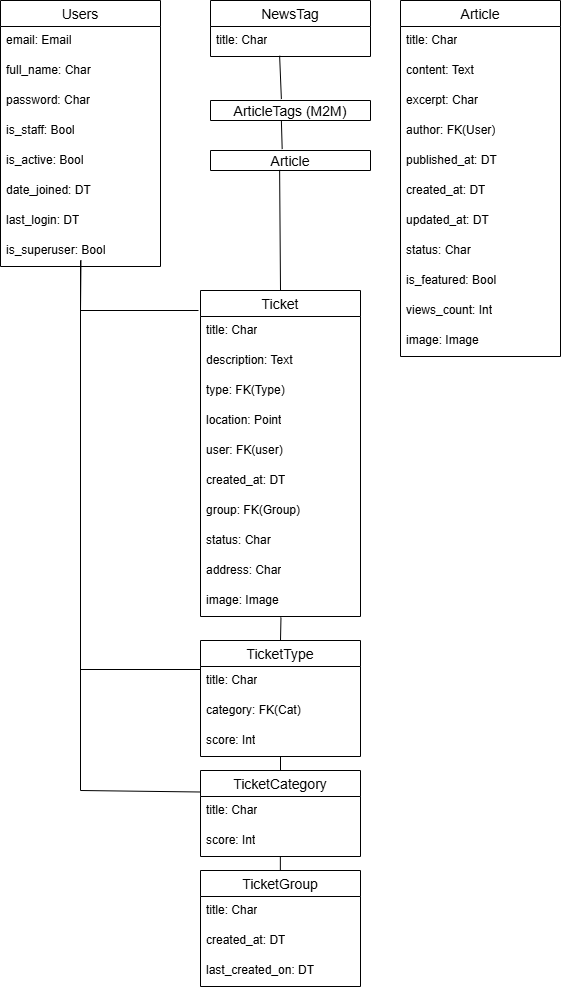 Users
email: Email
full_name: Char
password: Char
is_staff: Bool
is_active: Bool
date_joined: DT
last_login: DT
is_superuser: Bool
NewsTag
title: Char
ArticleTags (M2M)
Article
Article
title: Char
content: Text
excerpt: Char
author: FK(User)
published_at: DT
created_at: DT
updated_at: DT
status: Char
is_featured: Bool
views_count: Int
image: Image
Ticket
title: Char
description: Text
type: FK(Type)
location: Point
user: FK(user)
created_at: DT
group: FK(Group)
status: Char
address: Char
image: Image
TicketType
title: Char
category: FK(Cat)
score: Int
TicketCategory
title: Char
score: Int
TicketGroup
title: Char
created_at: DT
last_created_on: DT